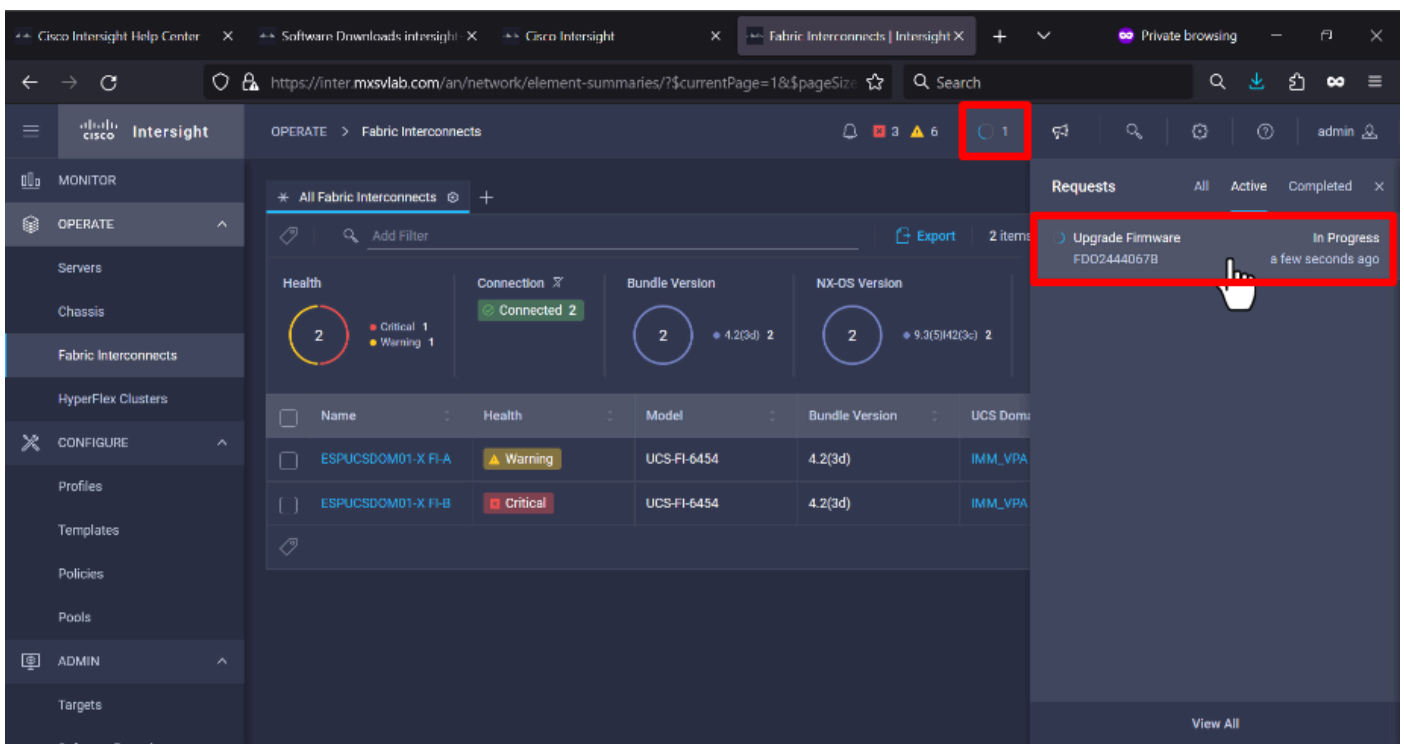 Cisco Intersight Help Center
Software Downloads intersight
Cisco Intersight
Fabric Interconnects | Intersight
Private browsing
https://inter.mxsvlab.com/an/network/element-summaries/?$currentPage=1&$pageSize
Search
cisco Intersight
OPERATE > Fabric Interconnects
3 6
1
admin
MONITOR
OPERATE
Servers
Chassis
Fabric Interconnects
HyperFlex Clusters
CONFIGURE
Profiles
Templates
Policies
Pools
ADMIN
Targets
All Fabric Interconnects
Add Filter
Export
2 items
Health
2
Critical 1
Warning 1
Connection
Connected 2
Bundle Version
2
4.2(3d) 2
NX-OS Version
2
9.3(5)I42(3c) 2
Name Health Model Bundle Version UCS Doma
ESPUCSDOM01-X FI-A Warning UCS-FI-6454 4.2(3d) IMM_VPA
ESPUCSDOM01-X FI-B Critical UCS-FI-6454 4.2(3d) IMM_VPA
Requests All Active Completed
Upgrade Firmware In Progress
FDO2444067B a few seconds ago
View All